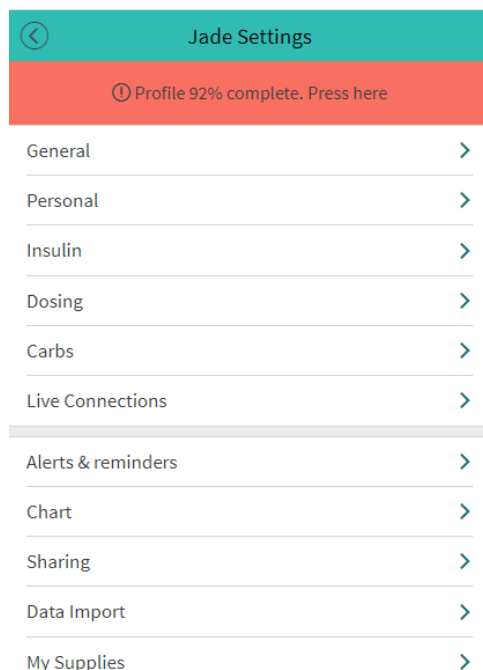 Jade Settings
Profile 92% complete. Press here
General
Personal
Insulin
Dosing
Carbs
Live Connections
Alerts & reminders
Chart
Sharing
Data Import
My Supplies